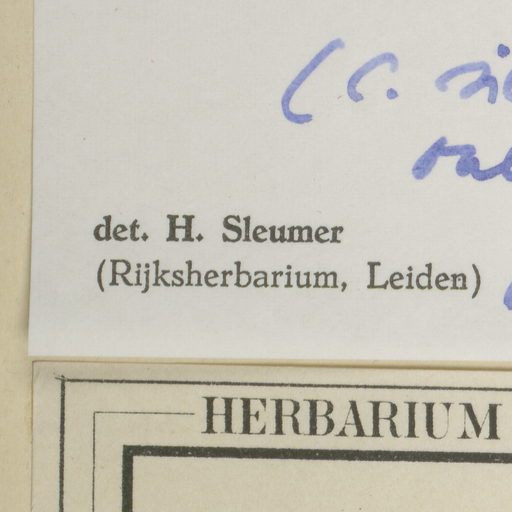 (C.
det. H. Sleumer
(Rijksherbarium, Leiden)
HERBARIUM